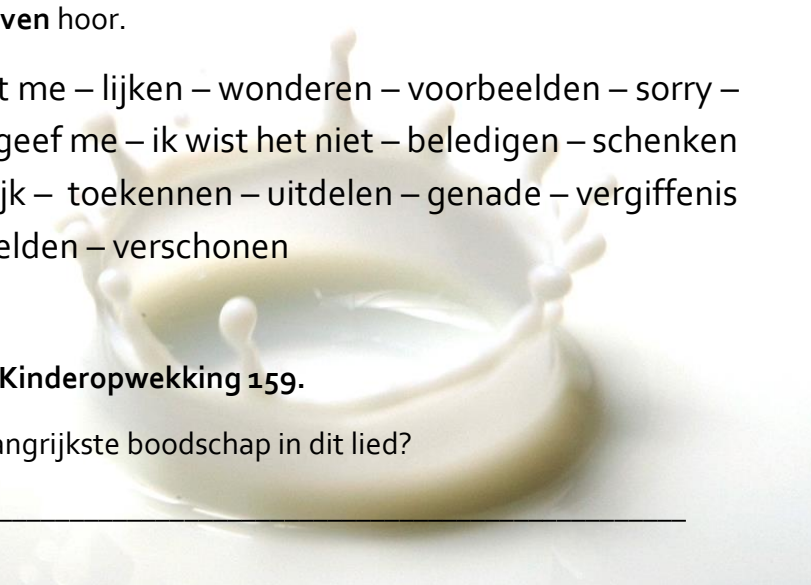 ven hoor.
t me – lijken – wonderen – voorbeelden – sorry –
geef me – ik wist het niet – beledigen – schenken
jk – toekennen – uitdelen – genade – vergiffenis
elden – verschonen
Kinderopwekking 159.
angrijkste boodschap in dit lied?